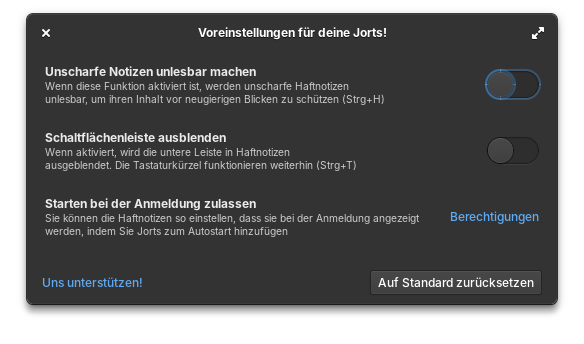 Voreinstellungen für deine Jorts!
Unscharfe Notizen unlesbar machen
Wenn diese Funktion aktiviert ist, werden unscharfe Haftnotizen
unlesbar, um ihren Inhalt vor neugierigen Blicken zu schützen (Strg+H)
Schaltflächenleiste ausblenden
Wenn aktiviert, wird die untere Leiste in Haftnotizen
ausgeblendet. Die Tastaturkürzel funktionieren weiterhin (Strg+T)
Starten bei der Anmeldung zulassen
Sie können die Haftnotizen so einstellen, dass sie bei der Anmeldung angezeigt
werden, indem Sie Jorts zum Autostart hinzufügen
Berechtigungen
Uns unterstützen!
Auf Standard zurücksetzen